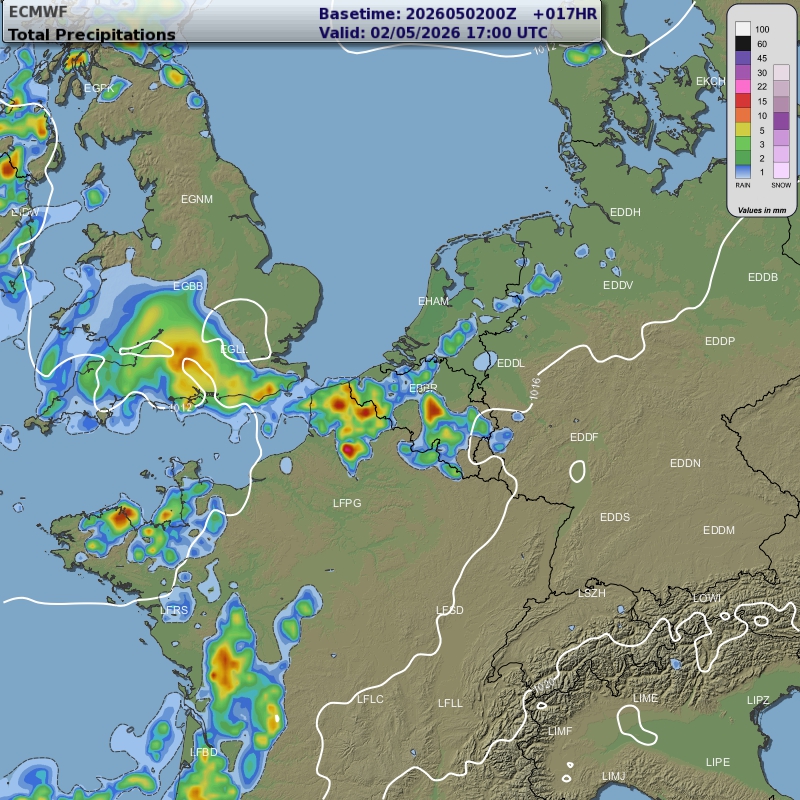 ECMWF
Basetime: 2026050200Z +017HR
Total Precipitations
Valid: 02/05/2026 17:00 UTC
1012
EGPK
EKCH
100
60
45
30
22
15
10
5
3
2
1
RAIN
SNOW
Values in mm
EGNM
EDDH
EGBB
EDDV
EDDB
EHAM
EDDP
EGLL
EDDL
EBBR
1016
1012
EDDF
EDDN
LFPG
EDDS
EDDM
LSZH
LOWI
LFRS
LFSD
1020
LFLC
LFLL
LIME
LIPZ
LIMF
LFBD
LIPE
LIMJ